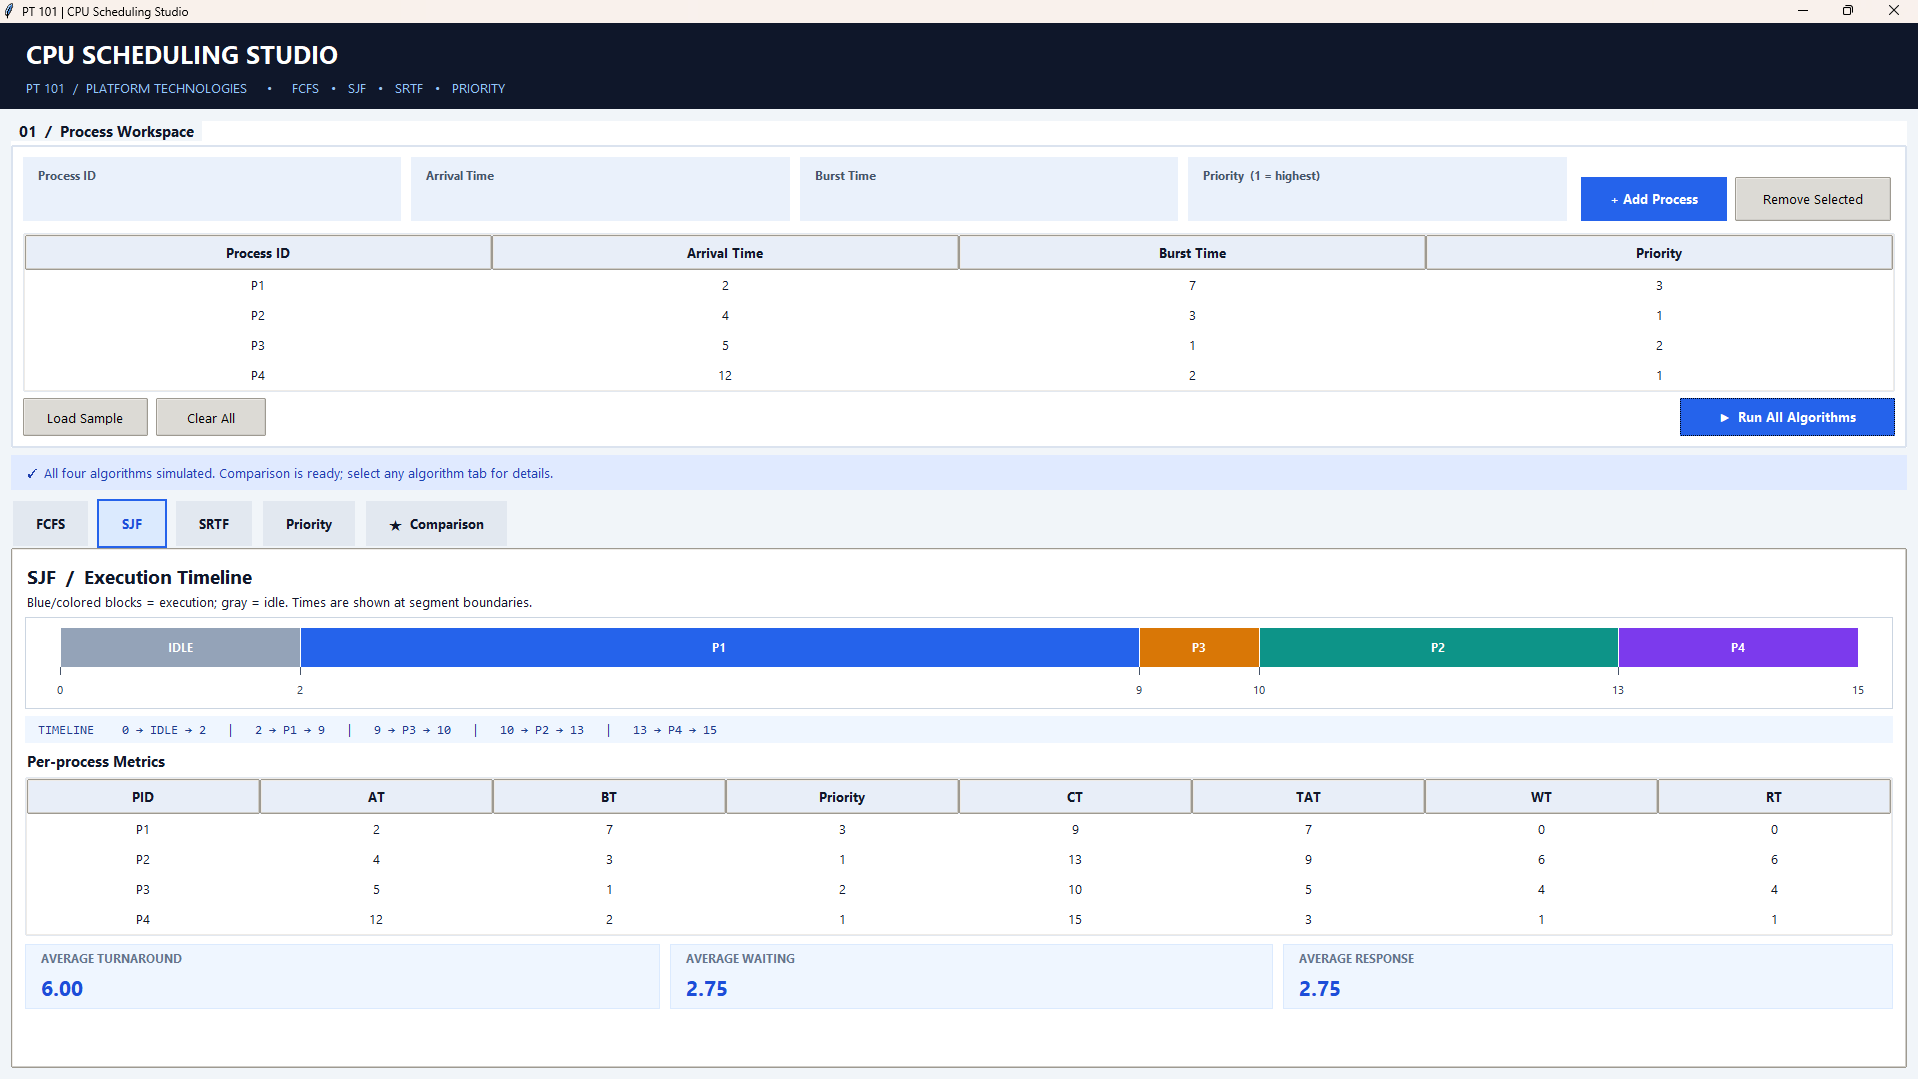 PT 101 | CPU Scheduling Studio
CPU SCHEDULING STUDIO
PT 101 / PLATFORM TECHNOLOGIES • FCFS • SJF • SRTF • PRIORITY
01 / Process Workspace
Process ID Arrival Time Burst Time Priority (1 = highest) + Add Process Remove Selected
Process ID Arrival Time Burst Time Priority
P1 2 7 3
P2 4 3 1
P3 5 1 2
P4 12 2 1
Load Sample Clear All ► Run All Algorithms
✓ All four algorithms simulated. Comparison is ready; select any algorithm tab for details.
FCFS SJF SRTF Priority ★ Comparison
SJF / Execution Timeline
Blue/colored blocks = execution; gray = idle. Times are shown at segment boundaries.
IDLE P1 P3 P2 P4
0 2 9 10 13 15
TIMELINE 0 → IDLE → 2 | 2 → P1 → 9 | 9 → P3 → 10 | 10 → P2 → 13 | 13 → P4 → 15
Per-process Metrics
PID AT BT Priority CT TAT WT RT
P1 2 7 3 9 7 0 0
P2 4 3 1 13 9 6 6
P3 5 1 2 10 5 4 4
P4 12 2 1 15 3 1 1
AVERAGE TURNAROUND AVERAGE WAITING AVERAGE RESPONSE
6.00 2.75 2.75